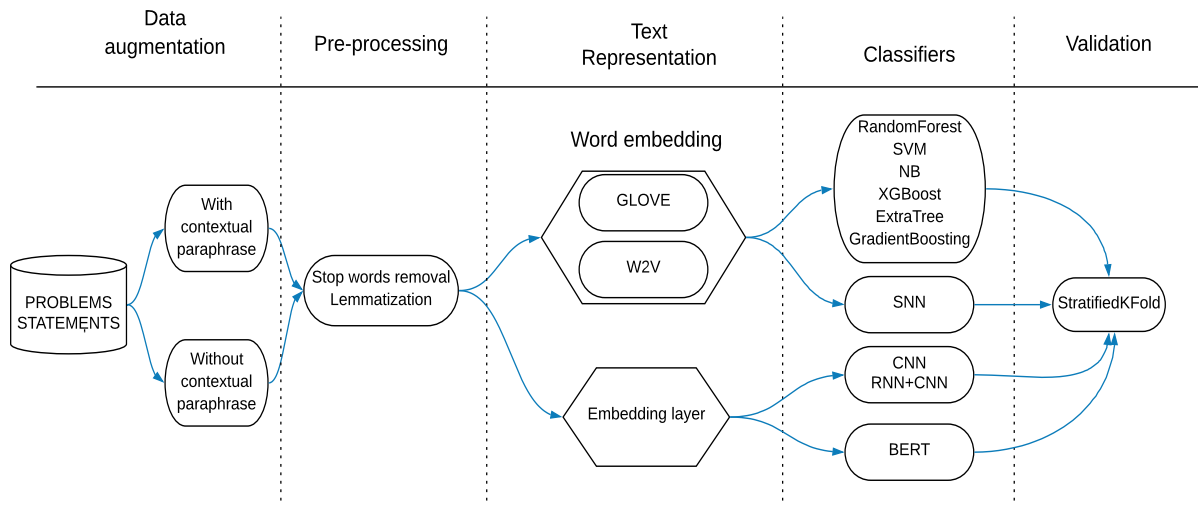 Data
augmentation
Pre-processing
Text
Representation
Classifiers
Validation
PROBLEMS
STATEMENTS
With
contextual
paraphrase
Without
contextual
paraphrase
Stop words removal
Lemmatization
Word embedding
GLOVE
W2V
Embedding layer
RandomForest
SVM
NB
XGBoost
ExtraTree
GradientBoosting
SNN
CNN
RNN+CNN
BERT
StratifiedKFold